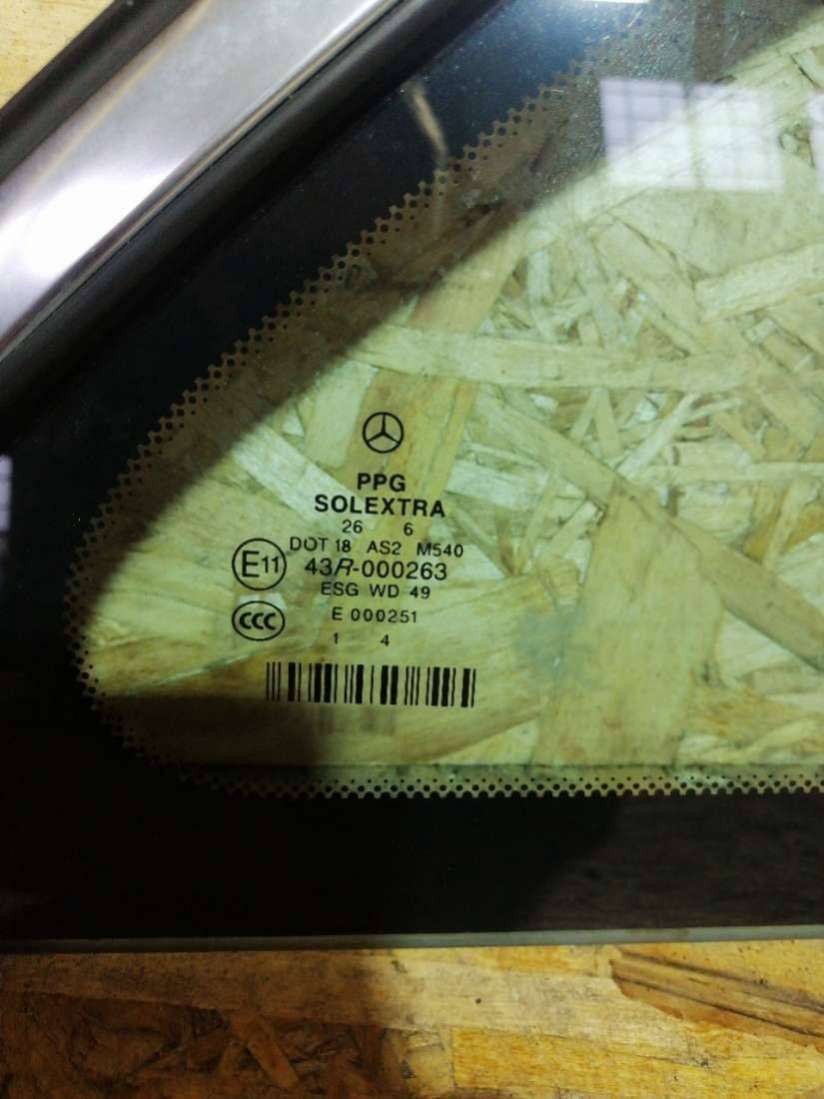 PPG
SOLEXTRA
26 6
DOT 18 AS2 M540
E11 43R-000263
ESG WD 49
CCC E 000251
1 4